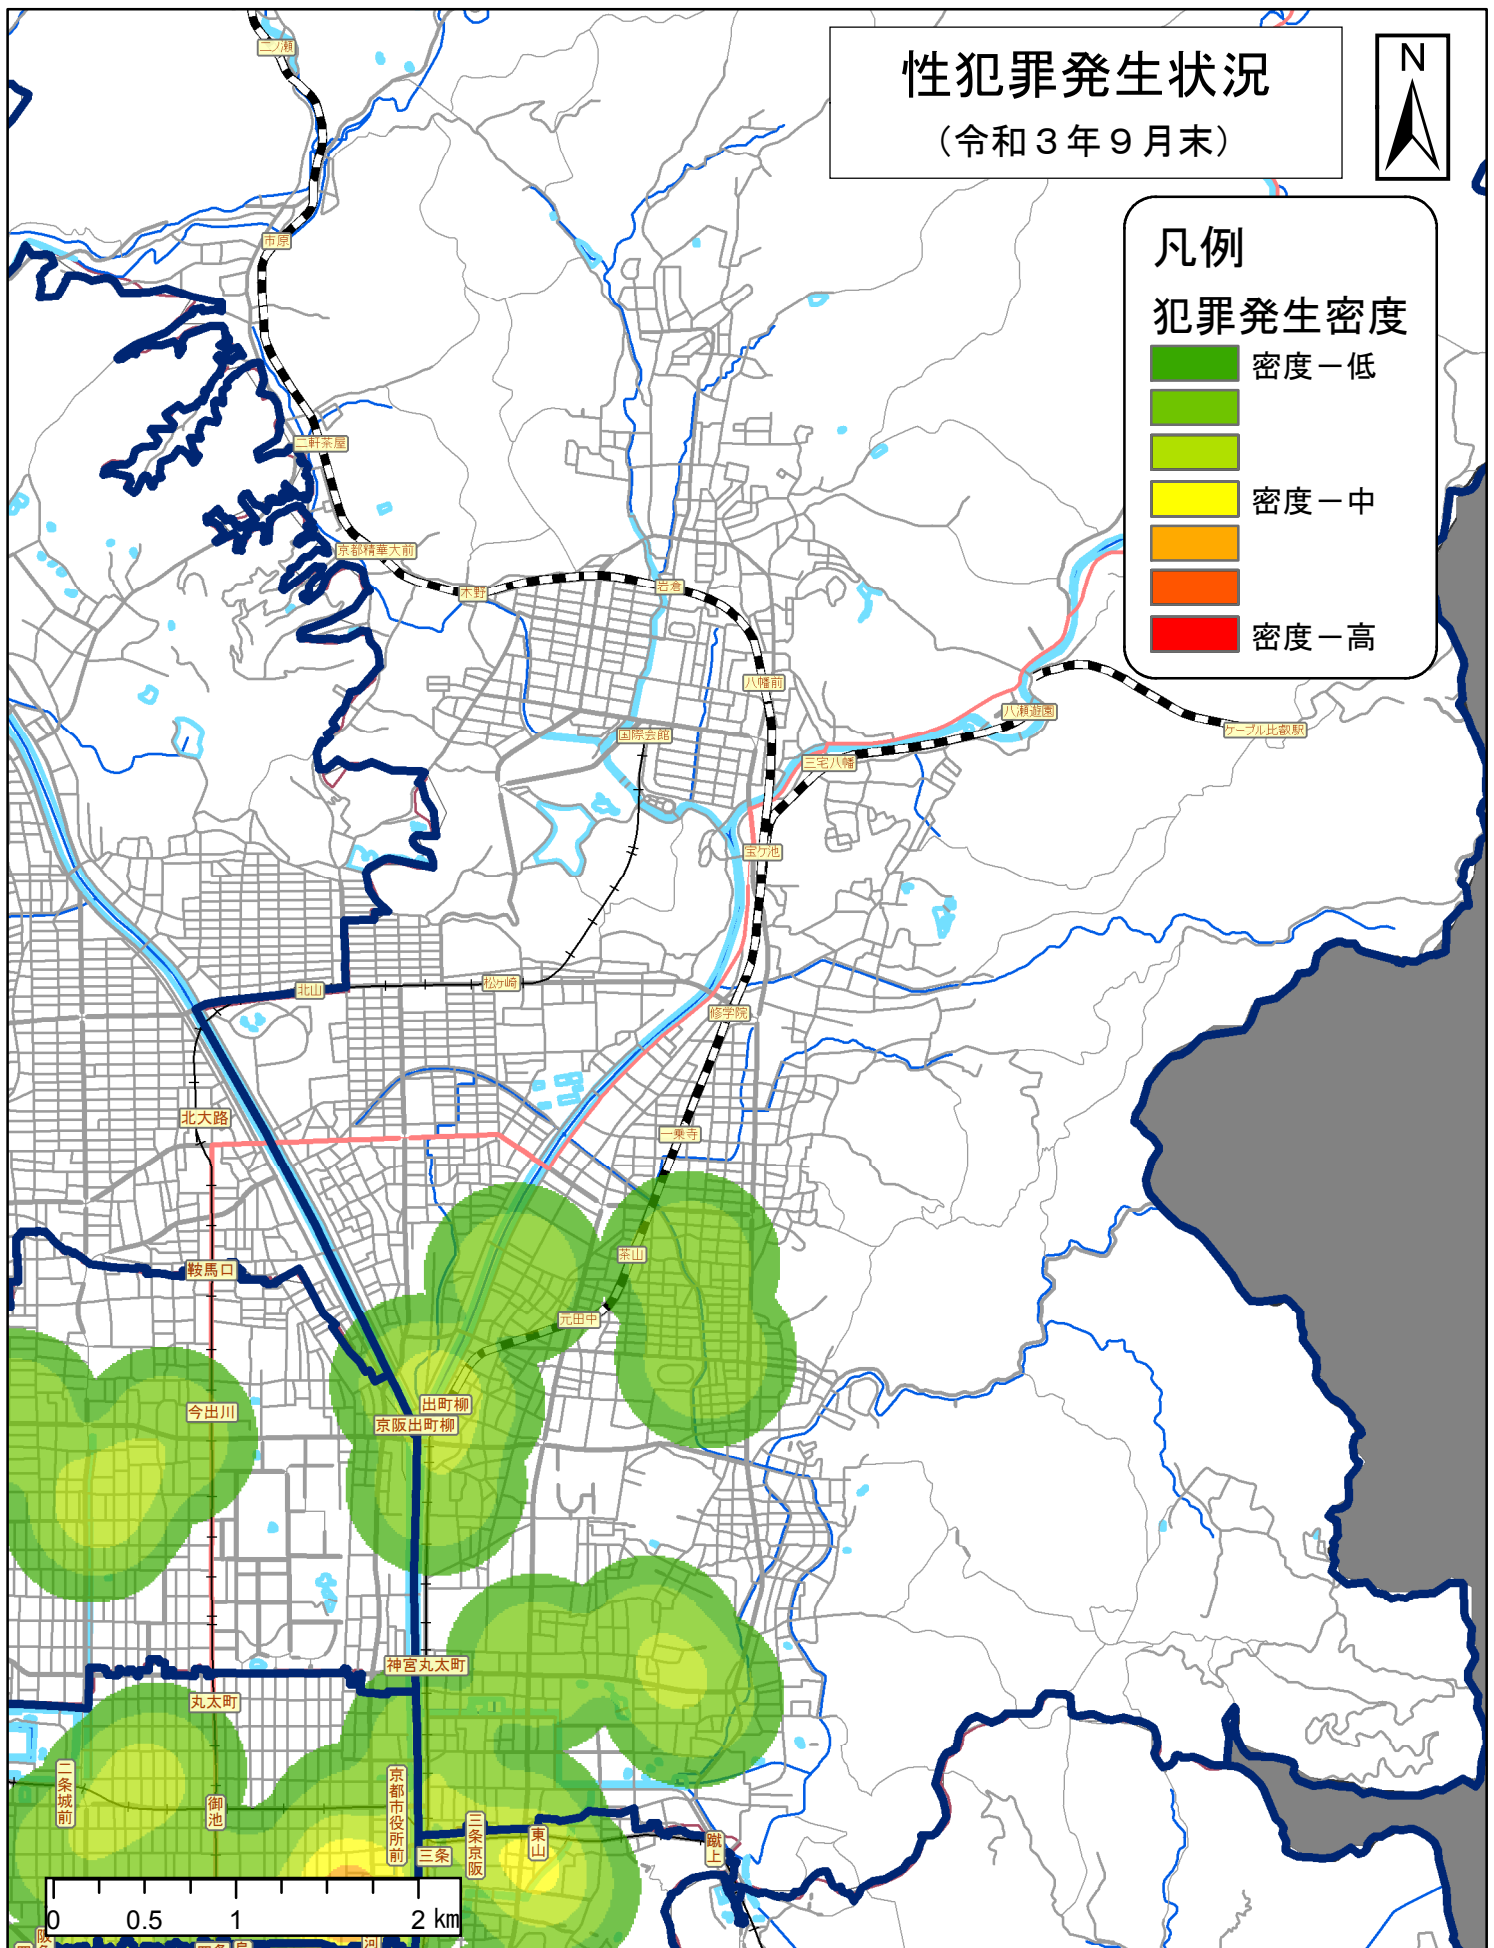 性犯罪発生状況
（令和３年９月末）
N
凡例
犯罪発生密度
密度－低
密度－中
密度－高
二ノ瀬
市原
二軒茶屋
京都精華大前
木野
岩倉
八幡前
八瀬遊園
国際会館
ケーブル比叡駅
三宅八幡
宝ケ池
松ヶ崎
北山
修学院
北大路
一乗寺
茶山
鞍馬口
元田中
出町柳
今出川
京阪出町柳
神宮丸太町
丸太町
二条城前
御池
京都市役所前
三条
三条京阪
東山
蹴上
0 0.5 1 2 km